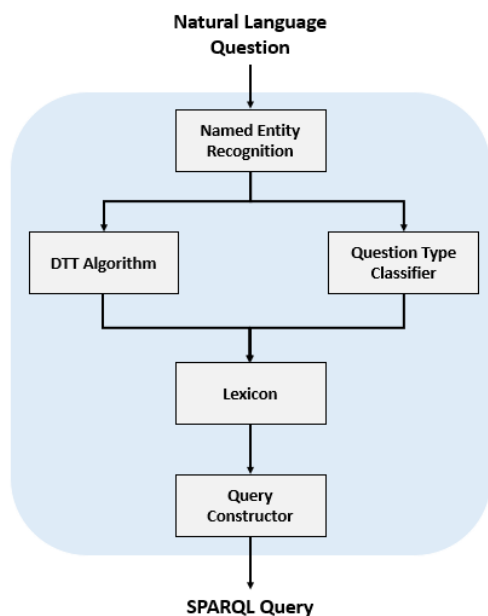 Natural Language
Question
Named Entity
Recognition
DTT Algorithm
Question Type
Classifier
Lexicon
Query
Constructor
SPARQL Query